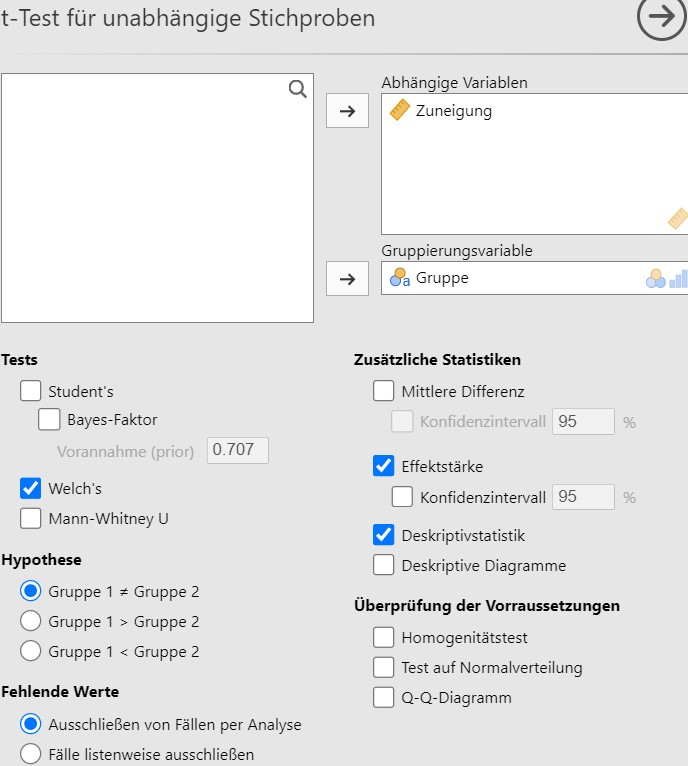 t-Test für unabhängige Stichproben
Abhängige Variablen
Zuneigung
Gruppierungsvariable
a Gruppe
Tests
Student's
Bayes-Faktor
Vorannahme (prior) 0.707
Welch's
Mann-Whitney U
Hypothese
Gruppe 1 ≠ Gruppe 2
Gruppe 1 > Gruppe 2
Gruppe 1 < Gruppe 2
Fehlende Werte
Ausschließen von Fällen per Analyse
Fälle listenweise ausschließen
Zusätzliche Statistiken
Mittlere Differenz
Konfidenzintervall 95 %
Effektstärke
Konfidenzintervall 95 %
Deskriptivstatistik
Deskriptive Diagramme
Überprüfung der Vorraussetzungen
Homogenitätstest
Test auf Normalverteilung
Q-Q-Diagramm